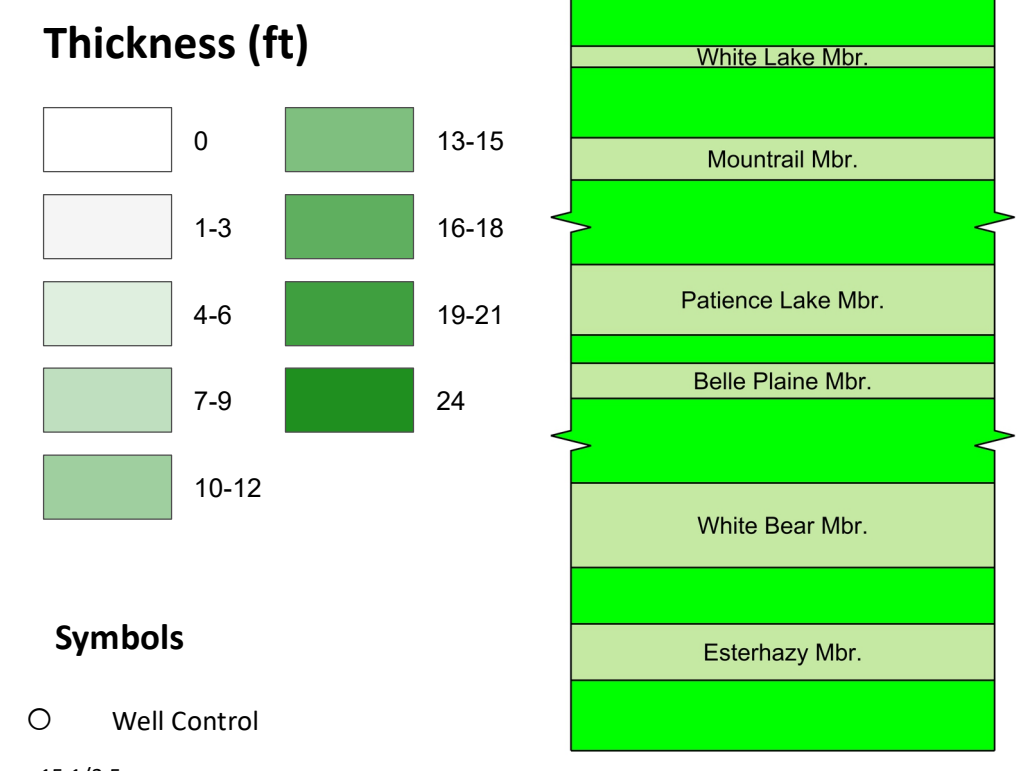 Thickness (ft)
0
1-3
4-6
7-9
10-12
13-15
16-18
19-21
24
Symbols
Well Control
White Lake Mbr.
Mountrail Mbr.
Patience Lake Mbr.
Belle Plaine Mbr.
White Bear Mbr.
Esterhazy Mbr.